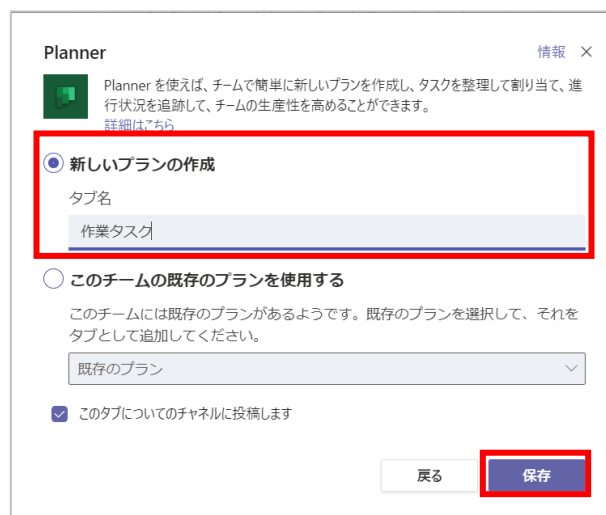 Planner
情報
Planner を使えば、チームで簡単に新しいプランを作成し、タスクを整理して割り当て、進
行状況を追跡して、チームの生産性を高めることができます。
詳細はこちら
新しいプランの作成
タブ名
作業タスク
このチームの既存のプランを使用する
このチームには既存のプランがあるようです。既存のプランを選択して、それを
タブとして追加してください。
既存のプラン
このタブについてのチャネルに投稿します
戻る
保存